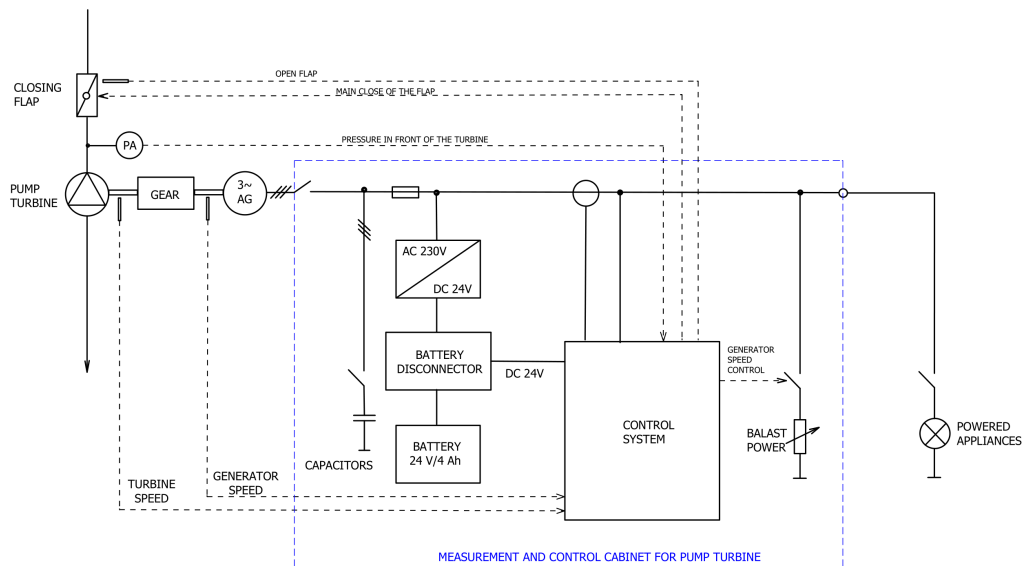 OPEN FLAP
CLOSING
FLAP
MAIN CLOSE OF THE FLAP
PRESSURE IN FRONT OF THE TURBINE
PA
PUMP
TURBINE
GEAR
3~
AG
AC 230V
DC 24V
BATTERY
DISCONNECTOR
DC 24V
GENERATOR
SPEED
CONTROL
CONTROL
SYSTEM
BALAST
POWER
POWERED
APPLIANCES
BATTERY
24 V/4 Ah
CAPACITORS
GENERATOR
SPEED
TURBINE
SPEED
MEASUREMENT AND CONTROL CABINET FOR PUMP TURBINE